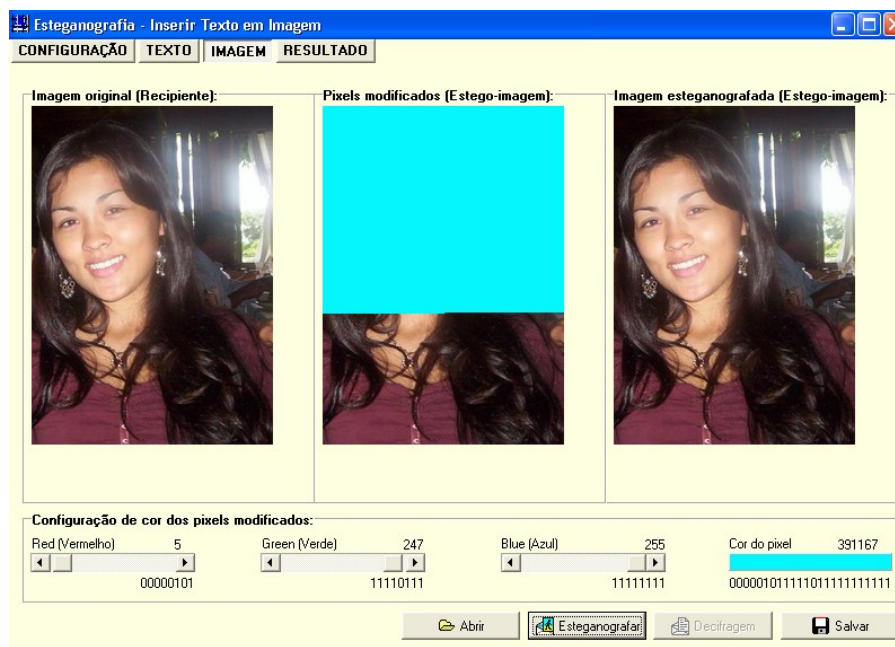 Esteganografia - Inserir Texto em Imagem
CONFIGURAÇÃO TEXTO IMAGEM RESULTADO
Imagem original (Recipiente): Pixels modificados (Estego-imagem): Imagem esteganografada (Estego-imagem):
Configuração de cor dos pixels modificados:
Red (Vermelho) 5 Green (Verde) 247 Blue (Azul) 255 Cor do pixel 391167
00000101 11110111 11111111 000001011111011111111111
Abrir Esteganografar Decifragem Salvar